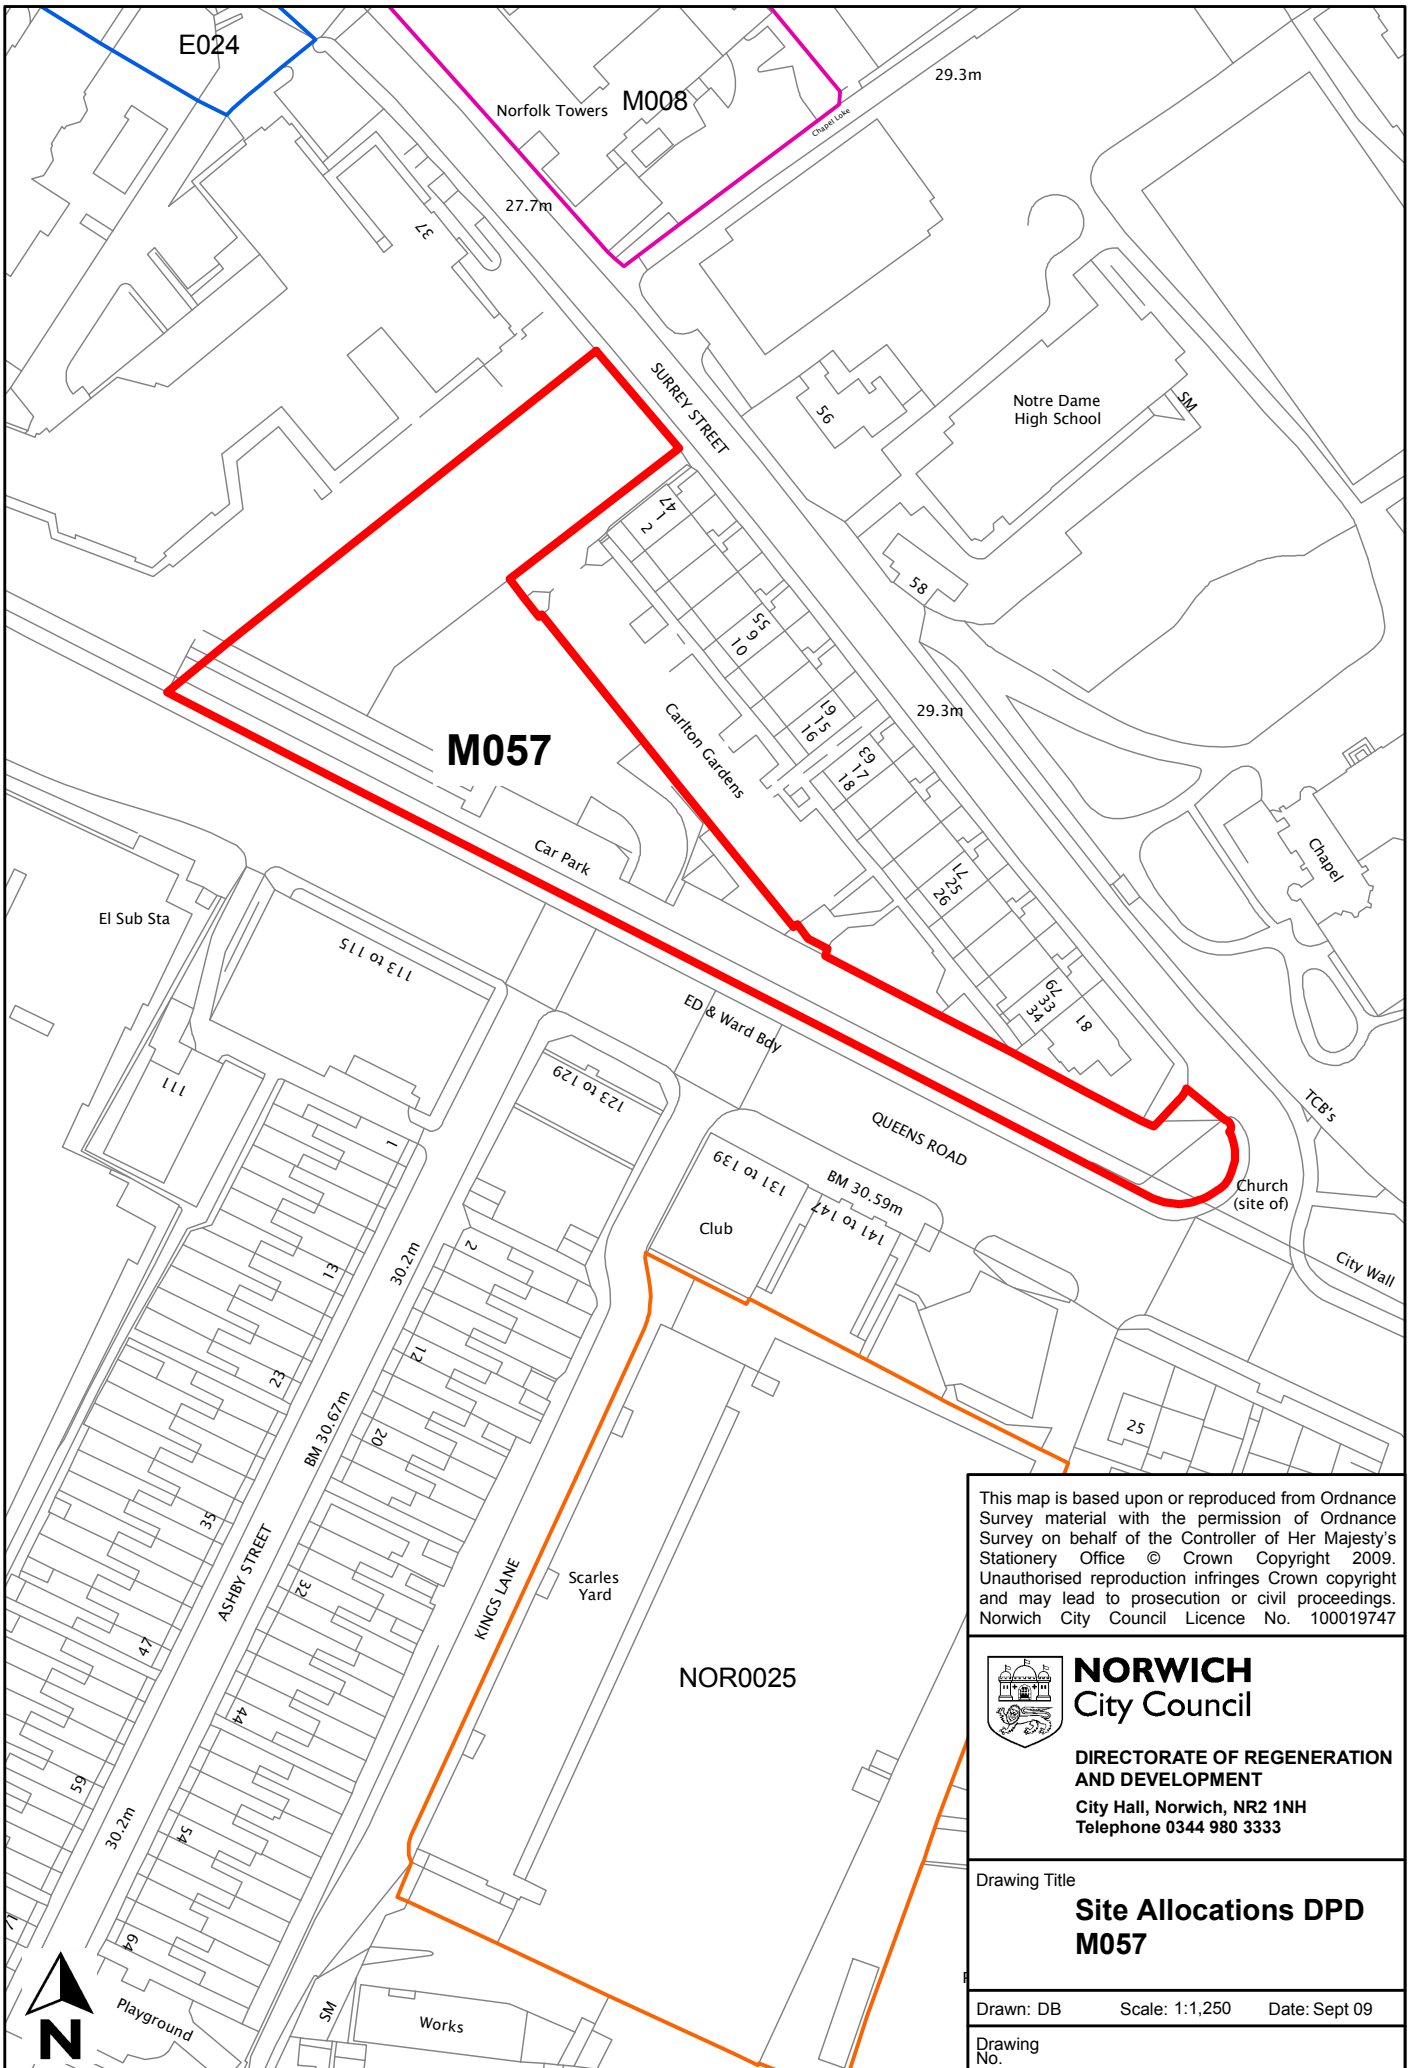 E024
Norfolk Towers
M008
29.3m
Chapel Loke
27.7m
37
SURREY STREET
56
Notre Dame
High School
SM
47
1
2
58
55
9
10
Carlton Gardens
61
15
16
29.3m
63
17
18
M057
Car Park
71
25
26
Chapel
El Sub Sta
113 to 115
ED & Ward Bdy
79
33
34
81
111
123 to 129
TCB's
QUEENS ROAD
131 to 139
BM 30.59m
141 to 147
Club
Church
(site of)
City Wall
1
13
23
35
47
59
30.2m
BM 30.67m
ASHBY STREET
30.2m
2
12
20
32
44
54
64
KINGS LANE
Scarles
Yard
25
NOR0025
Playground
SM
Works
N
This map is based upon or reproduced from Ordnance
Survey material with the permission of Ordnance
Survey on behalf of the Controller of Her Majesty's
Stationery Office © Crown Copyright 2009.
Unauthorised reproduction infringes Crown copyright
and may lead to prosecution or civil proceedings.
Norwich City Council Licence No. 100019747
NORWICH
City Council
DIRECTORATE OF REGENERATION
AND DEVELOPMENT
City Hall, Norwich, NR2 1NH
Telephone 0344 980 3333
Drawing Title
Site Allocations DPD
M057
Drawn: DB Scale: 1:1,250 Date: Sept 09
Drawing
No.